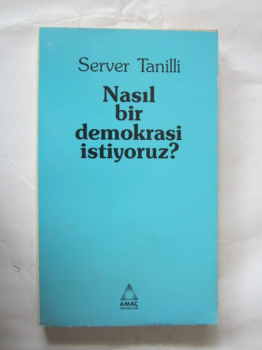 Server Tanilli
Nasıl
bir
demokrasi
istiyoruz?
AMAÇ